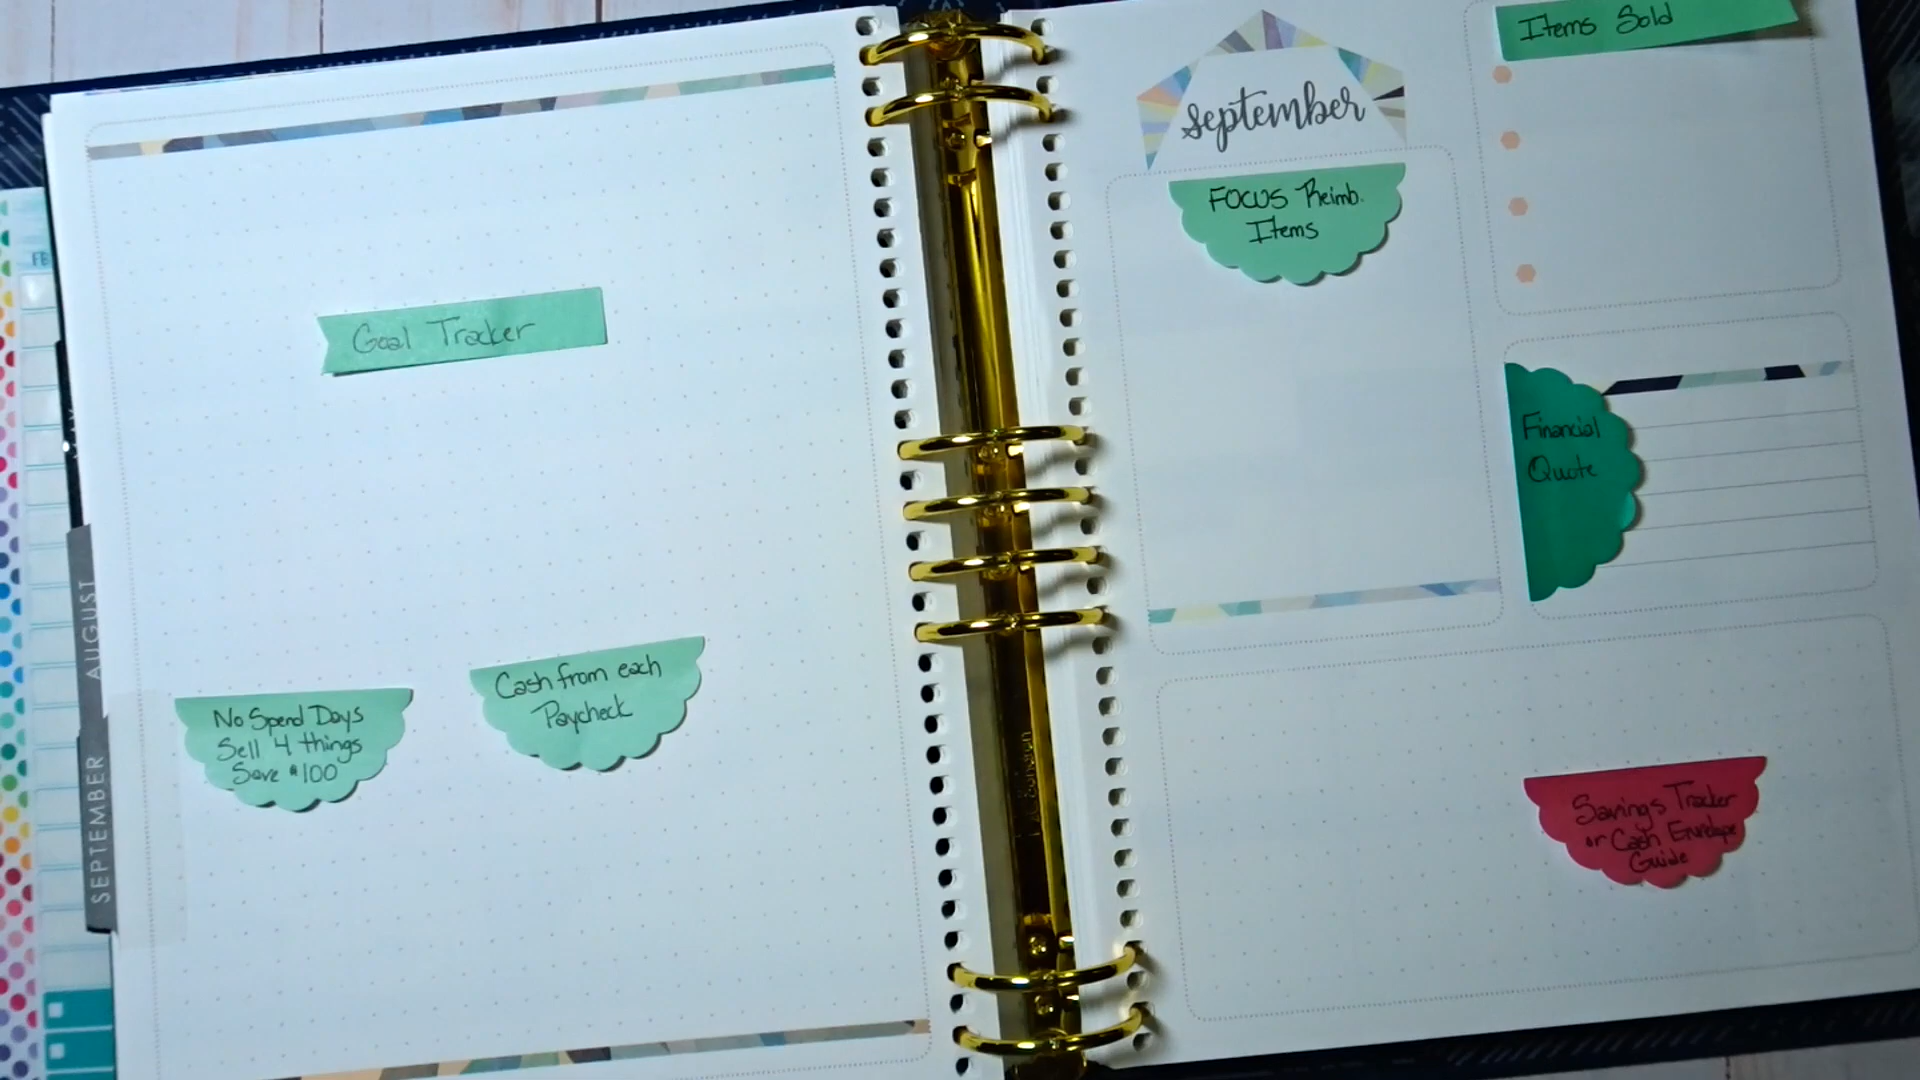 Goal Tracker
No Spend Days
Sell 4 things
Save $100
Cash from each
Paycheck
AUGUST
SEPTEMBER
september
FOCUS Reimb.
Items
Items Sold
Financial
Quote
Savings Tracker
or Cash Envelope
Guide